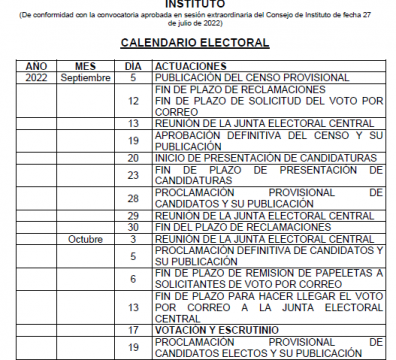 INSTITUTO
(De conformidad con la convocatoria aprobada en sesión extraordinaria del Consejo de Instituto de fecha 27
de julio de 2022)
CALENDARIO ELECTORAL
AÑO MES DÍA ACTUACIONES
2022 Septiembre 5 PUBLICACIÓN DEL CENSO PROVISIONAL
12 FIN DE PLAZO DE RECLAMACIONES
FIN DE PLAZO DE SOLICITUD DEL VOTO POR
CORREO
13 REUNIÓN DE LA JUNTA ELECTORAL CENTRAL
19 APROBACIÓN DEFINITIVA DEL CENSO Y SU
PUBLICACIÓN
20 INICIO DE PRESENTACIÓN DE CANDIDATURAS
23 FIN DE PLAZO DE PRESENTACIÓN DE
CANDIDATURAS
28 PROCLAMACIÓN PROVISIONAL DE
CANDIDATOS Y SU PUBLICACIÓN
29 REUNIÓN DE LA JUNTA ELECTORAL CENTRAL
30 FIN DEL PLAZO DE RECLAMACIONES
Octubre 3 REUNIÓN DE LA JUNTA ELECTORAL CENTRAL
5 PROCLAMACIÓN DEFINITIVA DE CANDIDATOS Y
SU PUBLICACIÓN
6 FIN DE PLAZO DE REMISIÓN DE PAPELETAS A
SOLICITANTES DE VOTO POR CORREO
13 FIN DE PLAZO PARA HACER LLEGAR EL VOTO
POR CORREO A LA JUNTA ELECTORAL
CENTRAL
17 VOTACIÓN Y ESCRUTINIO
19 PROCLAMACIÓN PROVISIONAL DE
CANDIDATOS ELECTOS Y SU PUBLICACIÓN